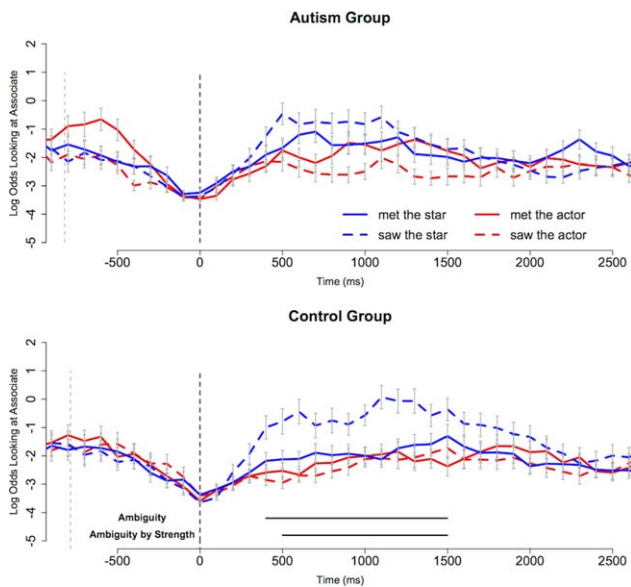 Autism Group
Log Odds Looking at Associate
2
1
0
-1
-2
-3
-4
-5
met the star
met the actor
saw the star
saw the actor
-500
0
500
1000
1500
2000
2500
Time (ms)
Control Group
Log Odds Looking at Associate
2
1
0
-1
-2
-3
-4
-5
Ambiguity
Ambiguity by Strength
-500
0
500
1000
1500
2000
2500
Time (ms)